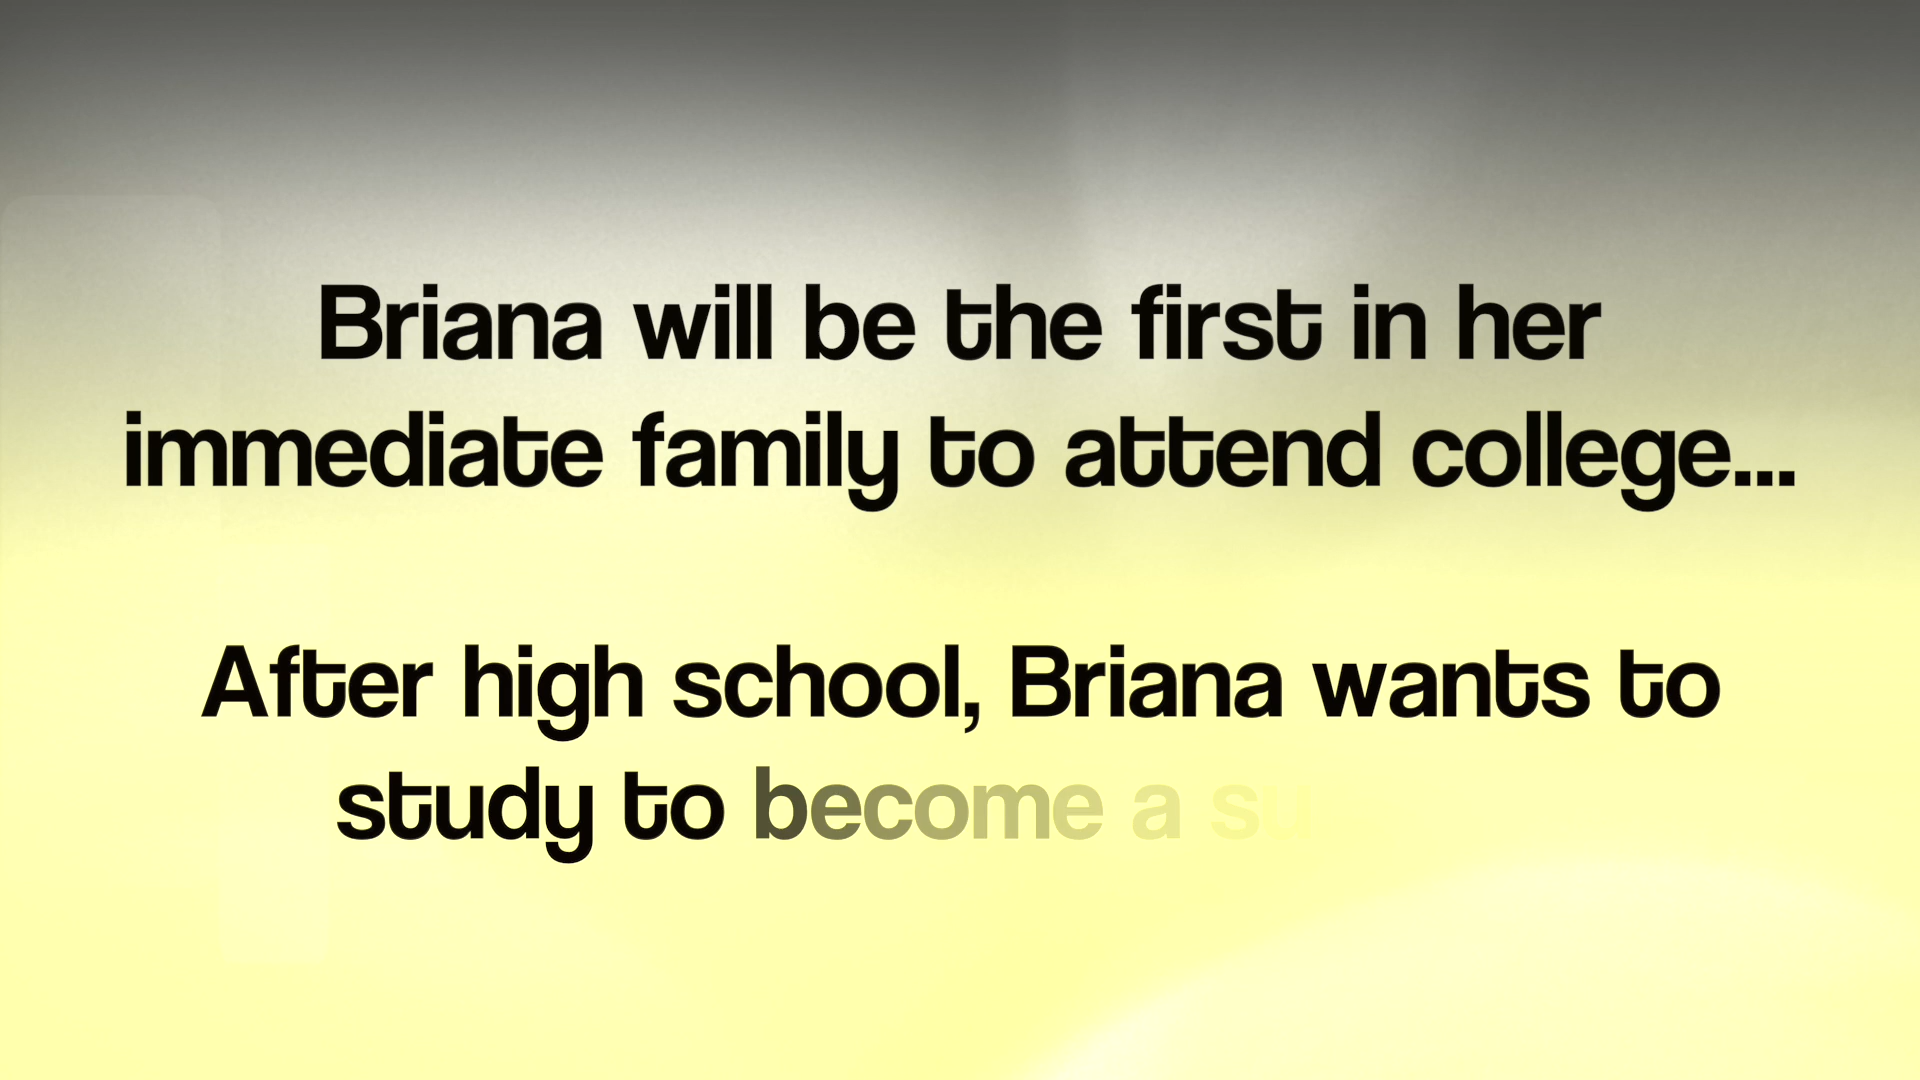 Briana will be the first in her
immediate family to attend college...
After high school, Briana wants to
study to become a su